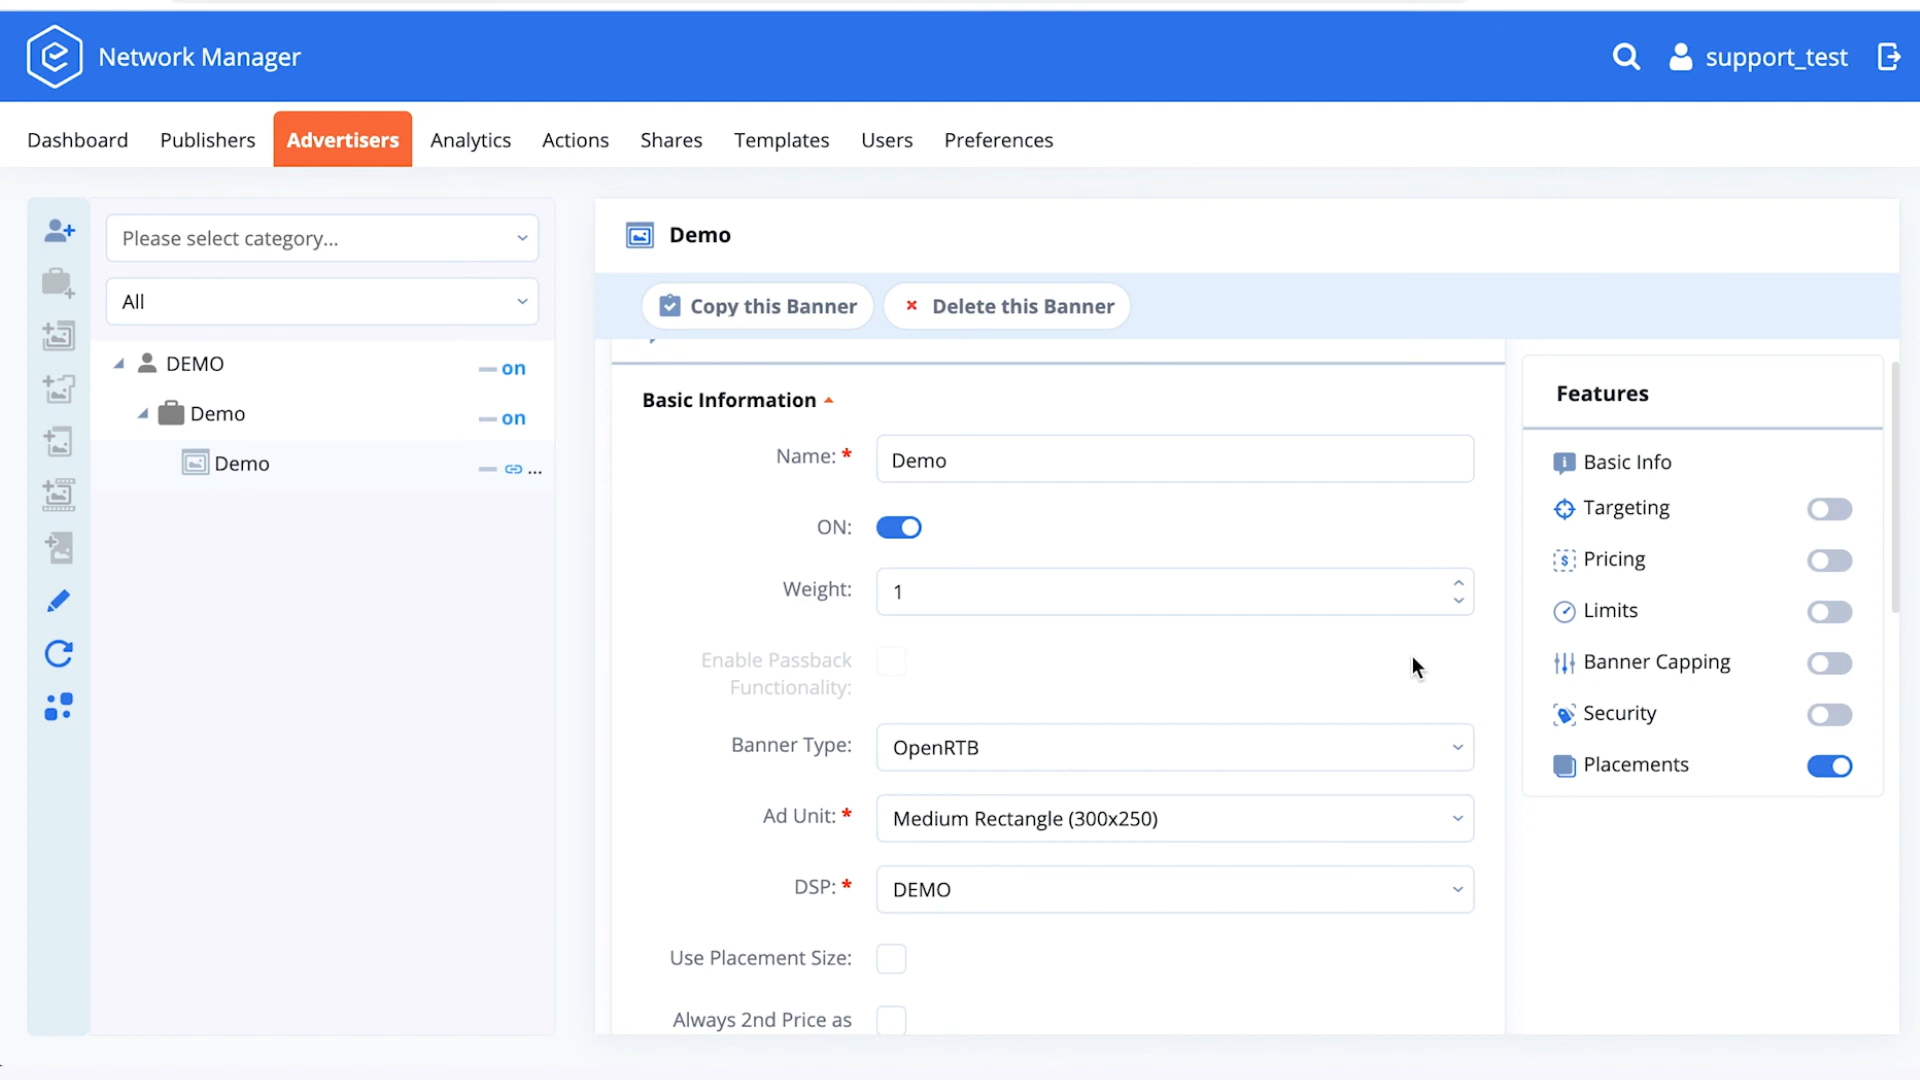 Network Manager
support_test
Dashboard Publishers Advertisers Analytics Actions Shares Templates Users Preferences
Please select category...
All
DEMO on
Demo on
Demo ...
Demo
Copy this Banner Delete this Banner
Basic Information
Name: * Demo
ON:
Weight: 1
Enable Passback
Functionality:
Banner Type: OpenRTB
Ad Unit: * Medium Rectangle (300x250)
DSP: * DEMO
Use Placement Size:
Always 2nd Price as
Features
Basic Info
Targeting
Pricing
Limits
Banner Capping
Security
Placements